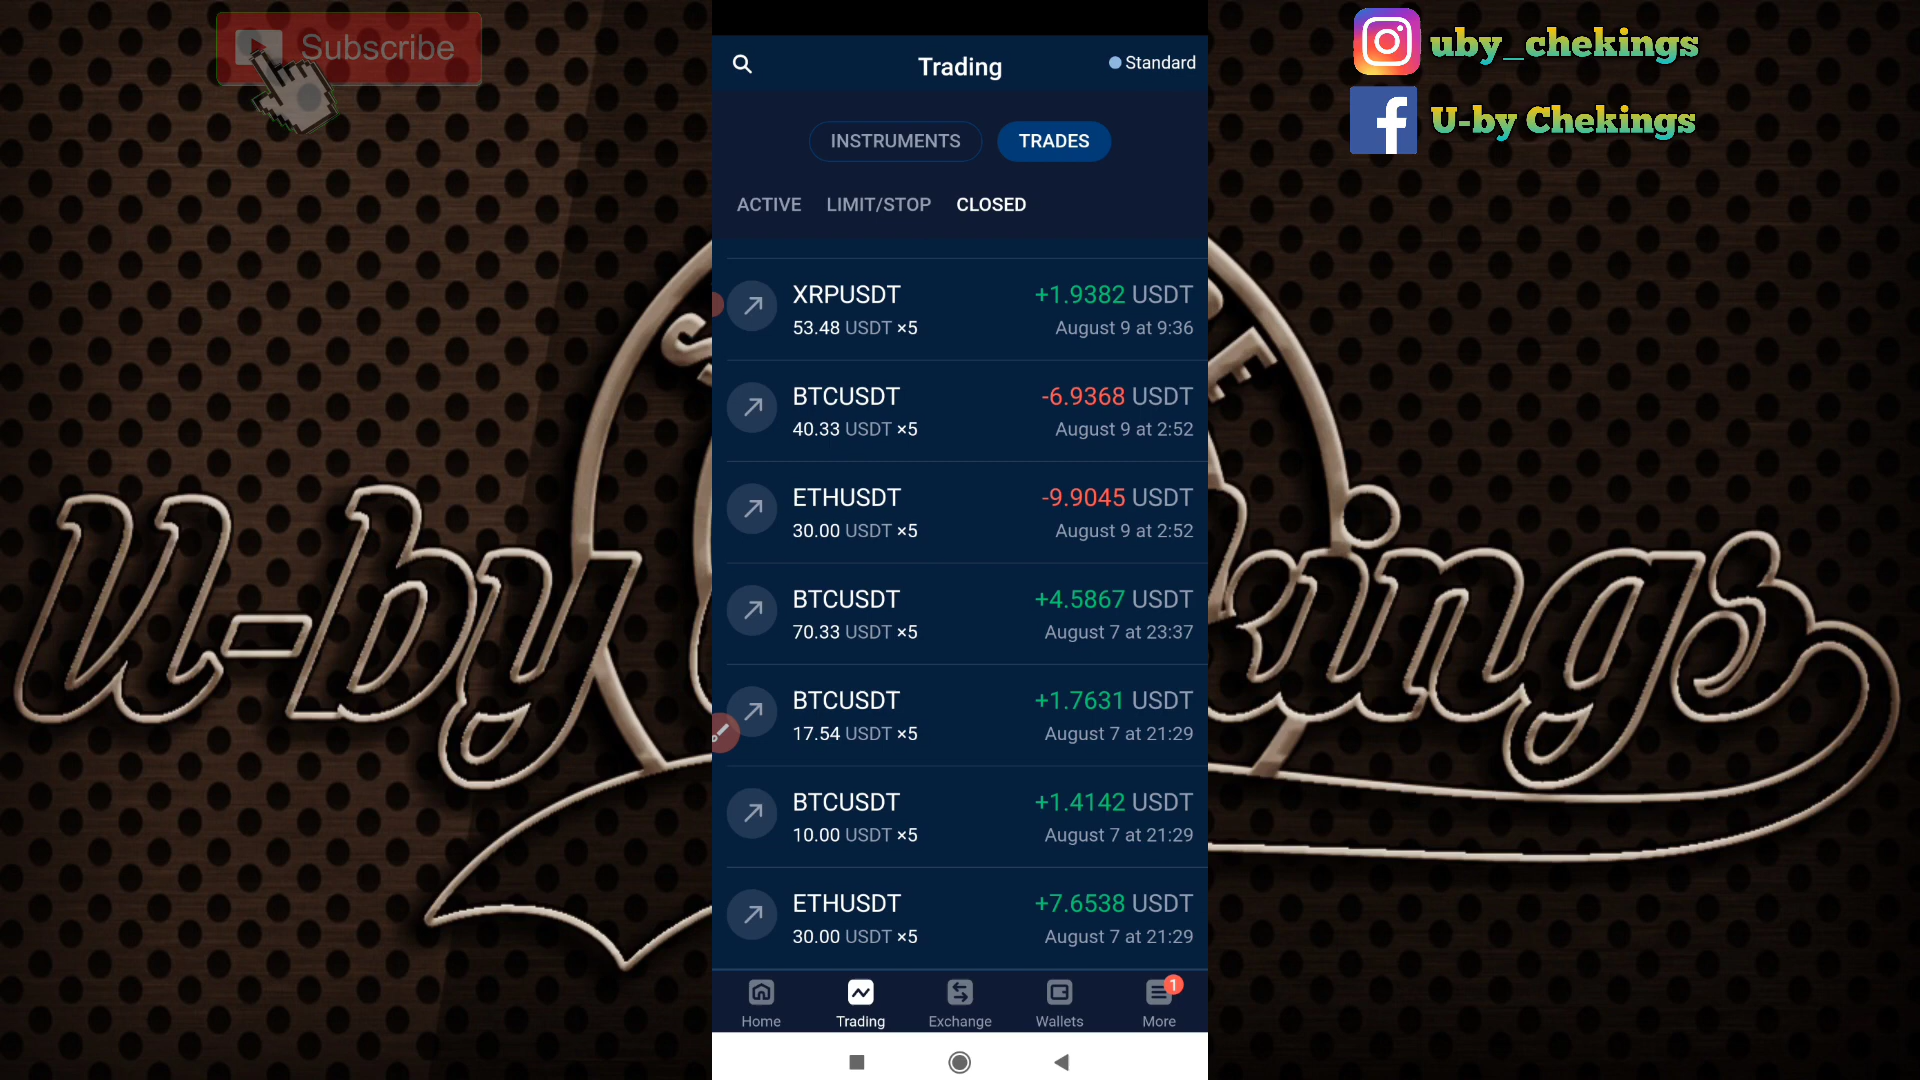 Subscribe
uby_chekings
U-by Chekings
Trading
Standard
INSTRUMENTS
TRADES
ACTIVE LIMIT/STOP CLOSED
XRPUSDT +1.9382 USDT
53.48 USDT ×5 August 9 at 9:36
BTCUSDT -6.9368 USDT
40.33 USDT ×5 August 9 at 2:52
ETHUSDT -9.9045 USDT
30.00 USDT ×5 August 9 at 2:52
BTCUSDT +4.5867 USDT
70.33 USDT ×5 August 7 at 23:37
BTCUSDT +1.7631 USDT
17.54 USDT ×5 August 7 at 21:29
BTCUSDT +1.4142 USDT
10.00 USDT ×5 August 7 at 21:29
ETHUSDT +7.6538 USDT
30.00 USDT ×5 August 7 at 21:29
1
Home Trading Exchange Wallets More
U-by
kings